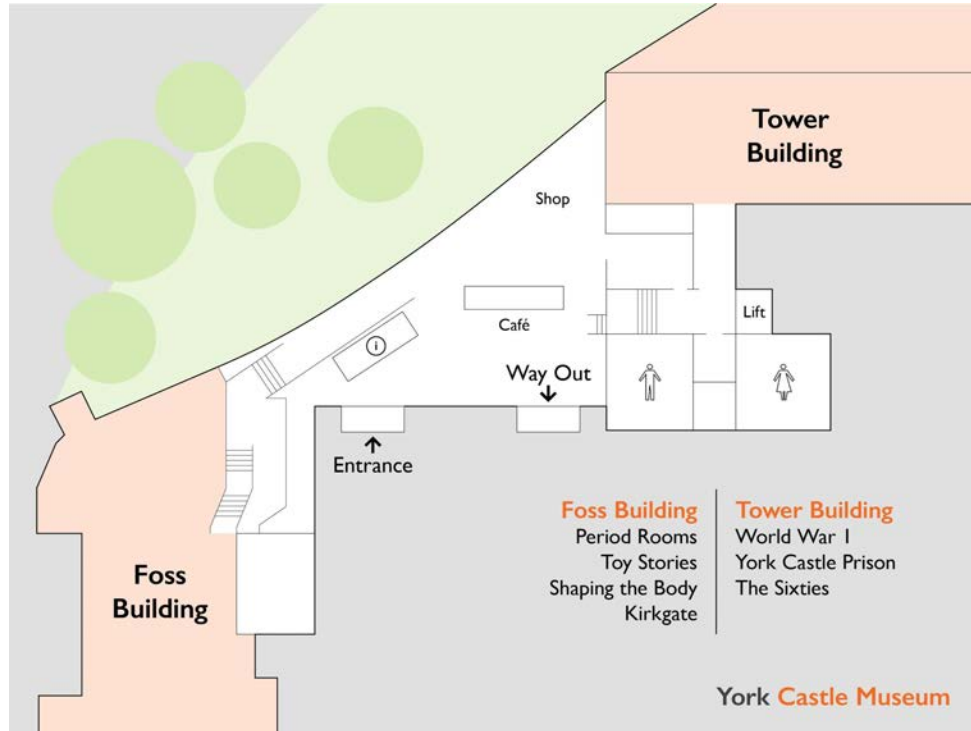 Tower
Building
Shop
Café
Lift
i
Way Out
Entrance
Foss
Building
Foss Building
Period Rooms
Toy Stories
Shaping the Body
Kirkgate
Tower Building
World War 1
York Castle Prison
The Sixties
York Castle Museum